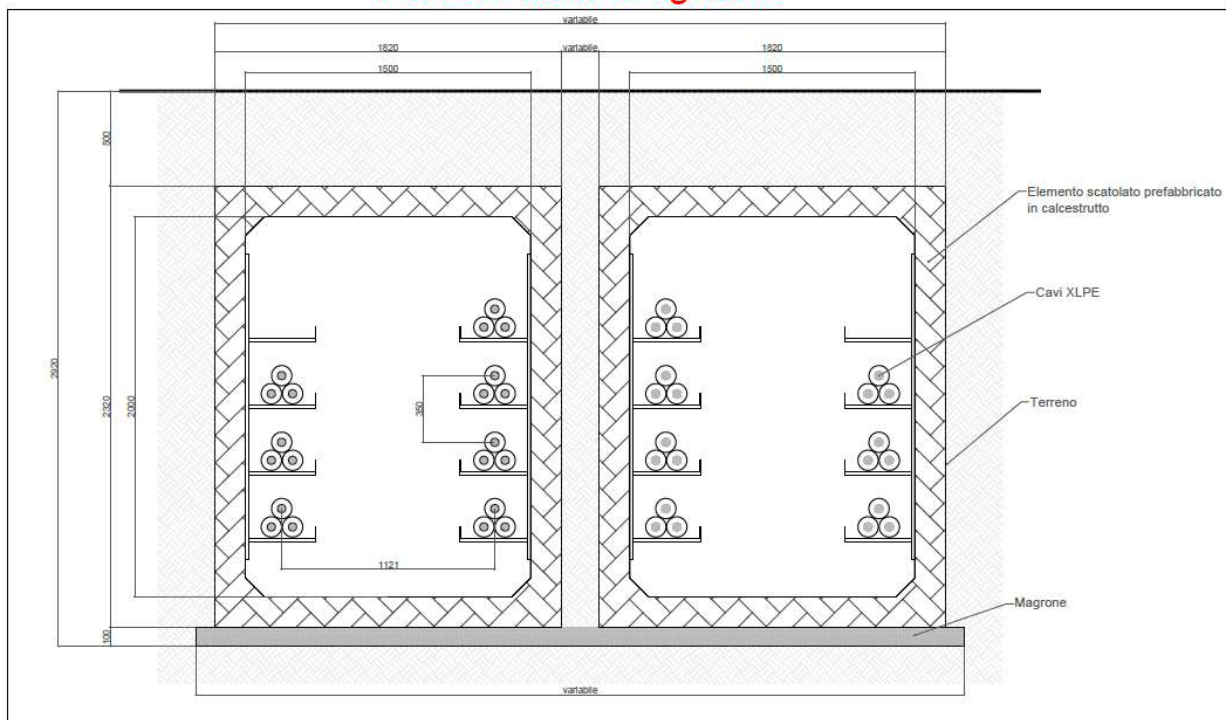 variabile
1820
variabile
1820
1500
1500
500
Elemento scatolato prefabbricato
in calcestrutto
Cavi XLPE
2920
2320
2000
350
Terreno
1121
Magrone
100
variabile